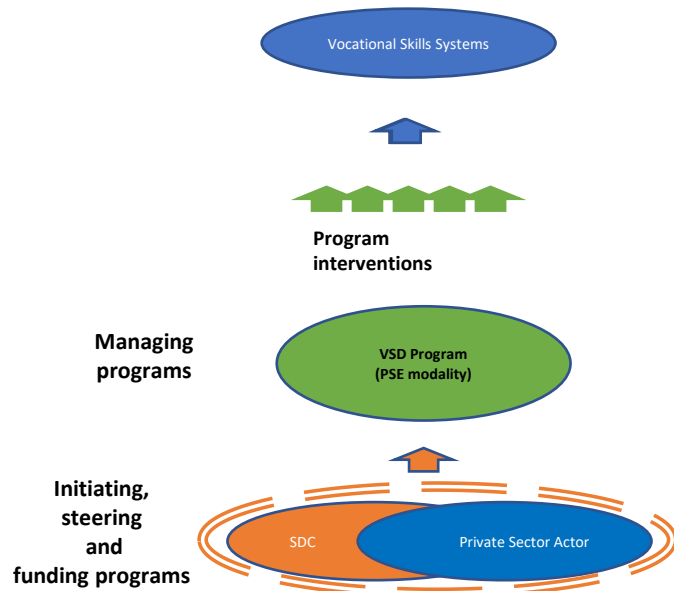 Vocational Skills Systems
Program
interventions
Managing
programs
VSD Program
(PSE modality)
Initiating,
steering
and
funding programs
SDC
Private Sector Actor